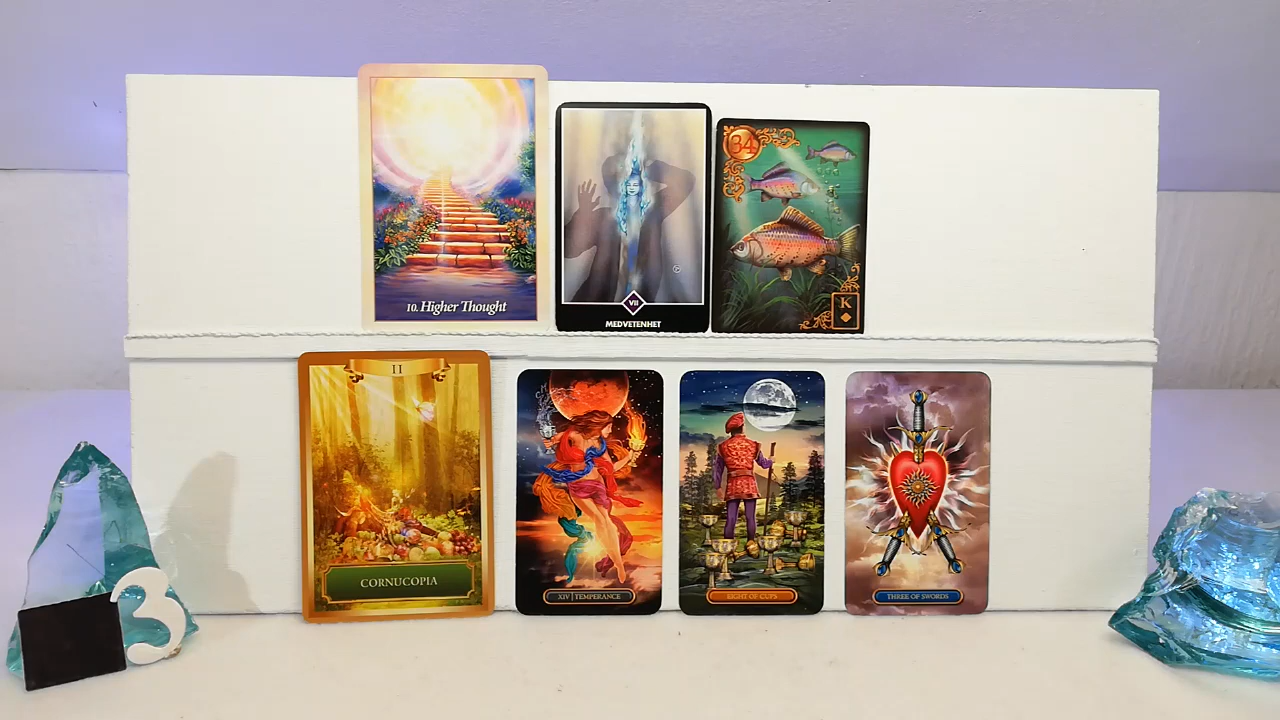 10. Higher Thought
VII
MEDVETENHET
34
K
II
CORNUCOPIA
XIV | TEMPERANCE
EIGHT OF CUPS
THREE OF SWORDS
3